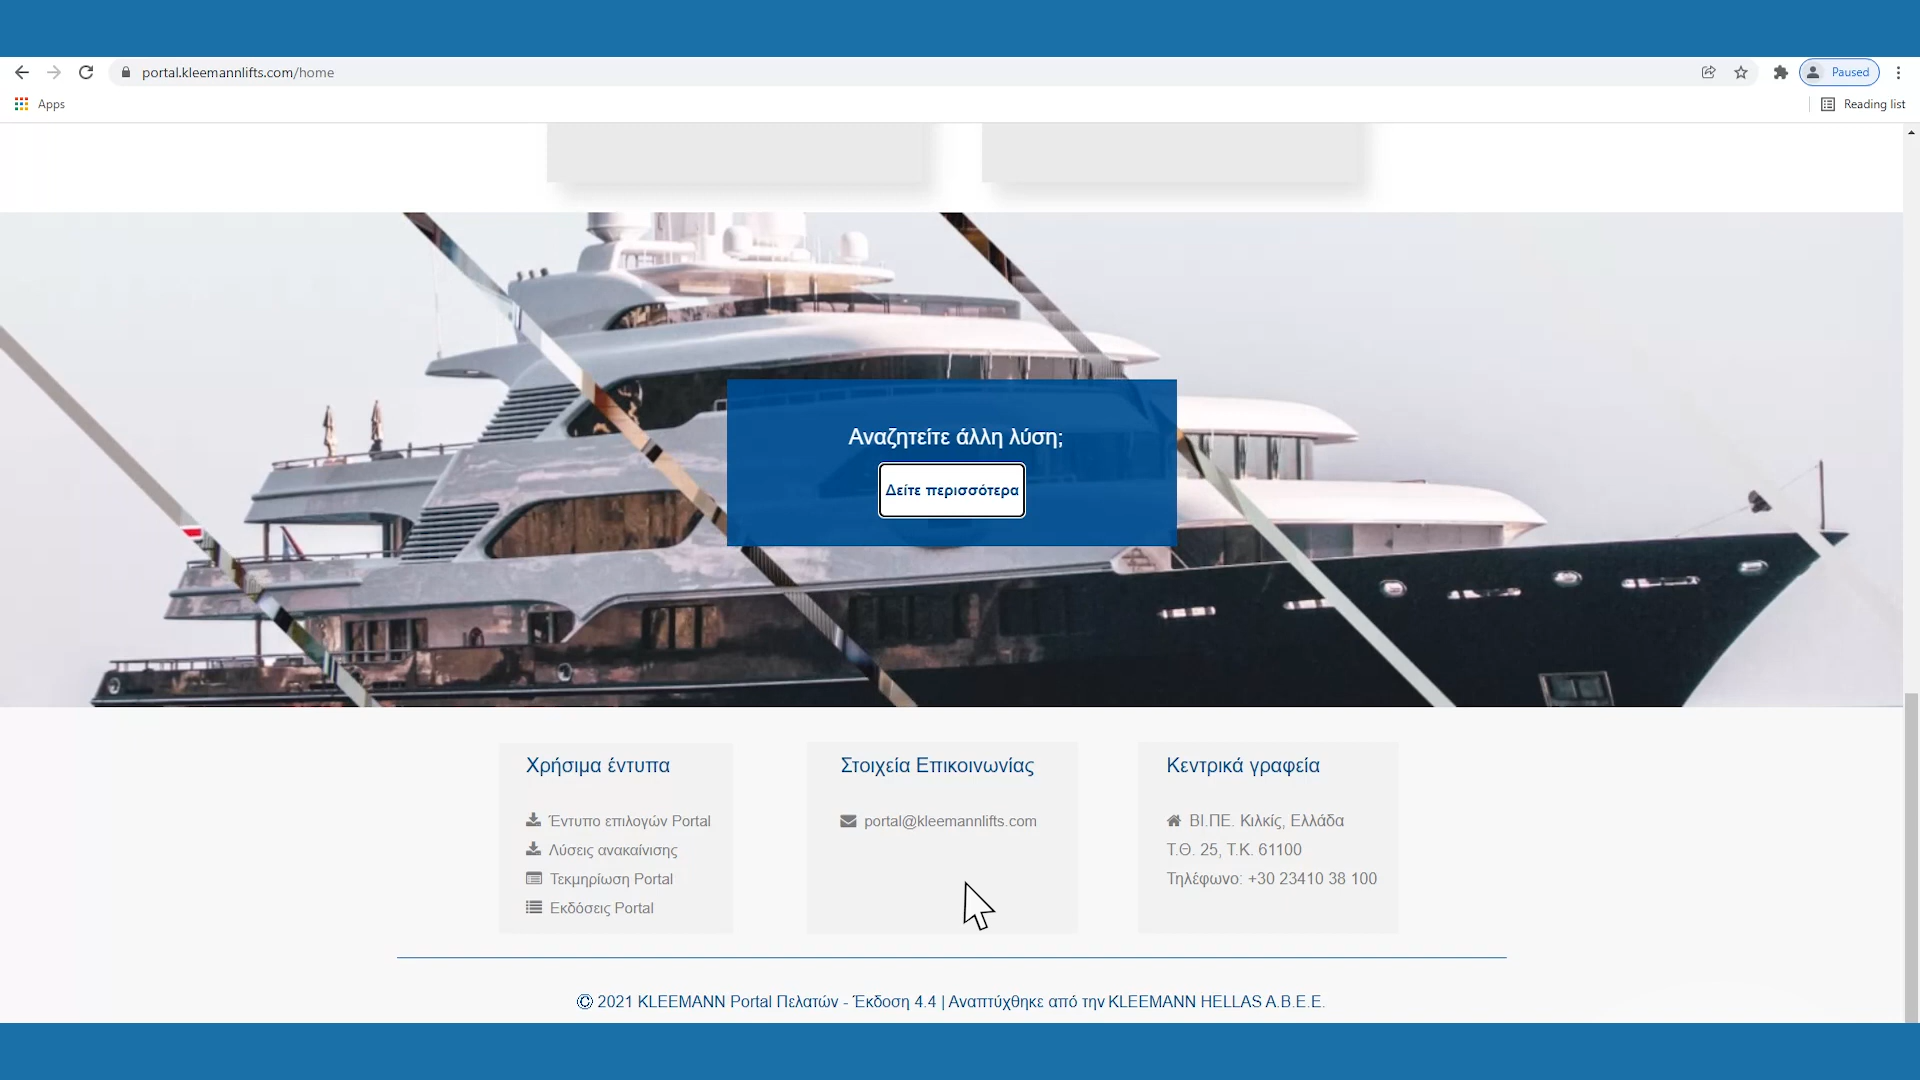 portal.kleemannlifts.com/home
Paused
Apps
Reading list
Αναζητείτε άλλη λύση;
Δείτε περισσότερα
Χρήσιμα έντυπα
Έντυπο επιλογών Portal
Λύσεις ανακαίνισης
Τεκμηρίωση Portal
Εκδόσεις Portal
Στοιχεία Επικοινωνίας
portal@kleemannlifts.com
Κεντρικά γραφεία
ΒΙ.ΠΕ. Κιλκίς, Ελλάδα
Τ.Θ. 25, Τ.Κ. 61100
Τηλέφωνο: +30 23410 38 100
© 2021 KLEEMANN Portal Πελατών - Έκδοση 4.4 | Αναπτύχθηκε από την KLEEMANN HELLAS Α.Β.Ε.Ε.